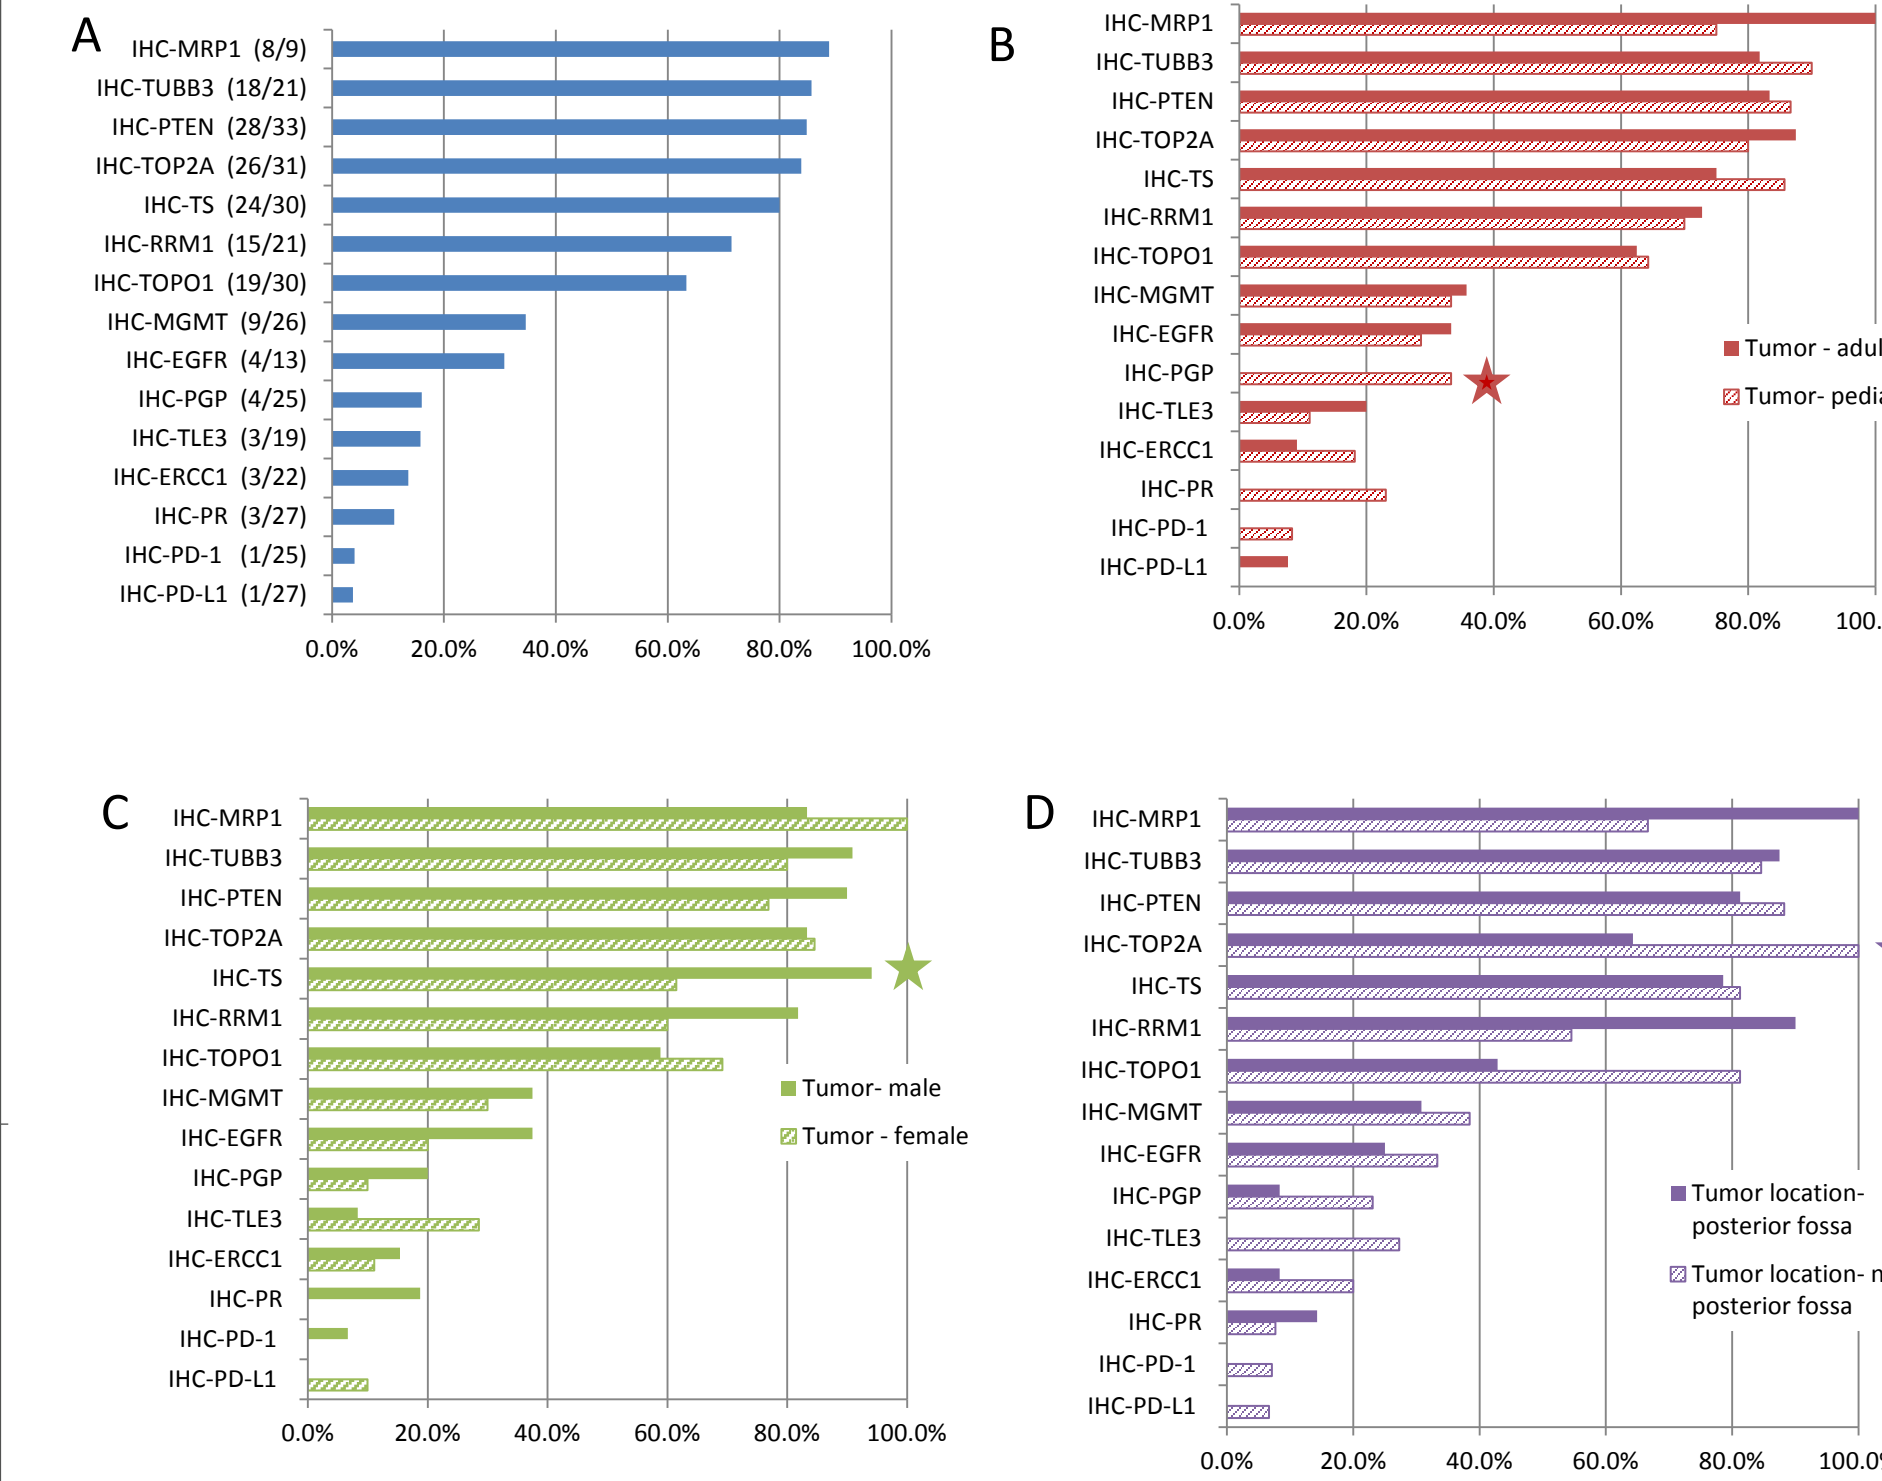 A
IHC-MRP1 (8/9)
IHC-TUBB3 (18/21)
IHC-PTEN (28/33)
IHC-TOP2A (26/31)
IHC-TS (24/30)
IHC-RRM1 (15/21)
IHC-TOPO1 (19/30)
IHC-MGMT (9/26)
IHC-EGFR (4/13)
IHC-PGP (4/25)
IHC-TLE3 (3/19)
IHC-ERCC1 (3/22)
IHC-PR (3/27)
IHC-PD-1 (1/25)
IHC-PD-L1 (1/27)
0.0% 20.0% 40.0% 60.0% 80.0% 100.0%
B
IHC-MRP1
IHC-TUBB3
IHC-PTEN
IHC-TOP2A
IHC-TS
IHC-RRM1
IHC-TOPO1
IHC-MGMT
IHC-EGFR
IHC-PGP
IHC-TLE3
IHC-ERCC1
IHC-PR
IHC-PD-1
IHC-PD-L1
0.0% 20.0% 40.0% 60.0% 80.0% 100.
Tumor - adul
Tumor- pedia
C
IHC-MRP1
IHC-TUBB3
IHC-PTEN
IHC-TOP2A
IHC-TS
IHC-RRM1
IHC-TOPO1
IHC-MGMT
IHC-EGFR
IHC-PGP
IHC-TLE3
IHC-ERCC1
IHC-PR
IHC-PD-1
IHC-PD-L1
0.0% 20.0% 40.0% 60.0% 80.0% 100.0%
Tumor- male
Tumor - female
D
IHC-MRP1
IHC-TUBB3
IHC-PTEN
IHC-TOP2A
IHC-TS
IHC-RRM1
IHC-TOPO1
IHC-MGMT
IHC-EGFR
IHC-PGP
IHC-TLE3
IHC-ERCC1
IHC-PR
IHC-PD-1
IHC-PD-L1
0.0% 20.0% 40.0% 60.0% 80.0% 100.0%
Tumor location-
posterior fossa
Tumor location- n
posterior fossa